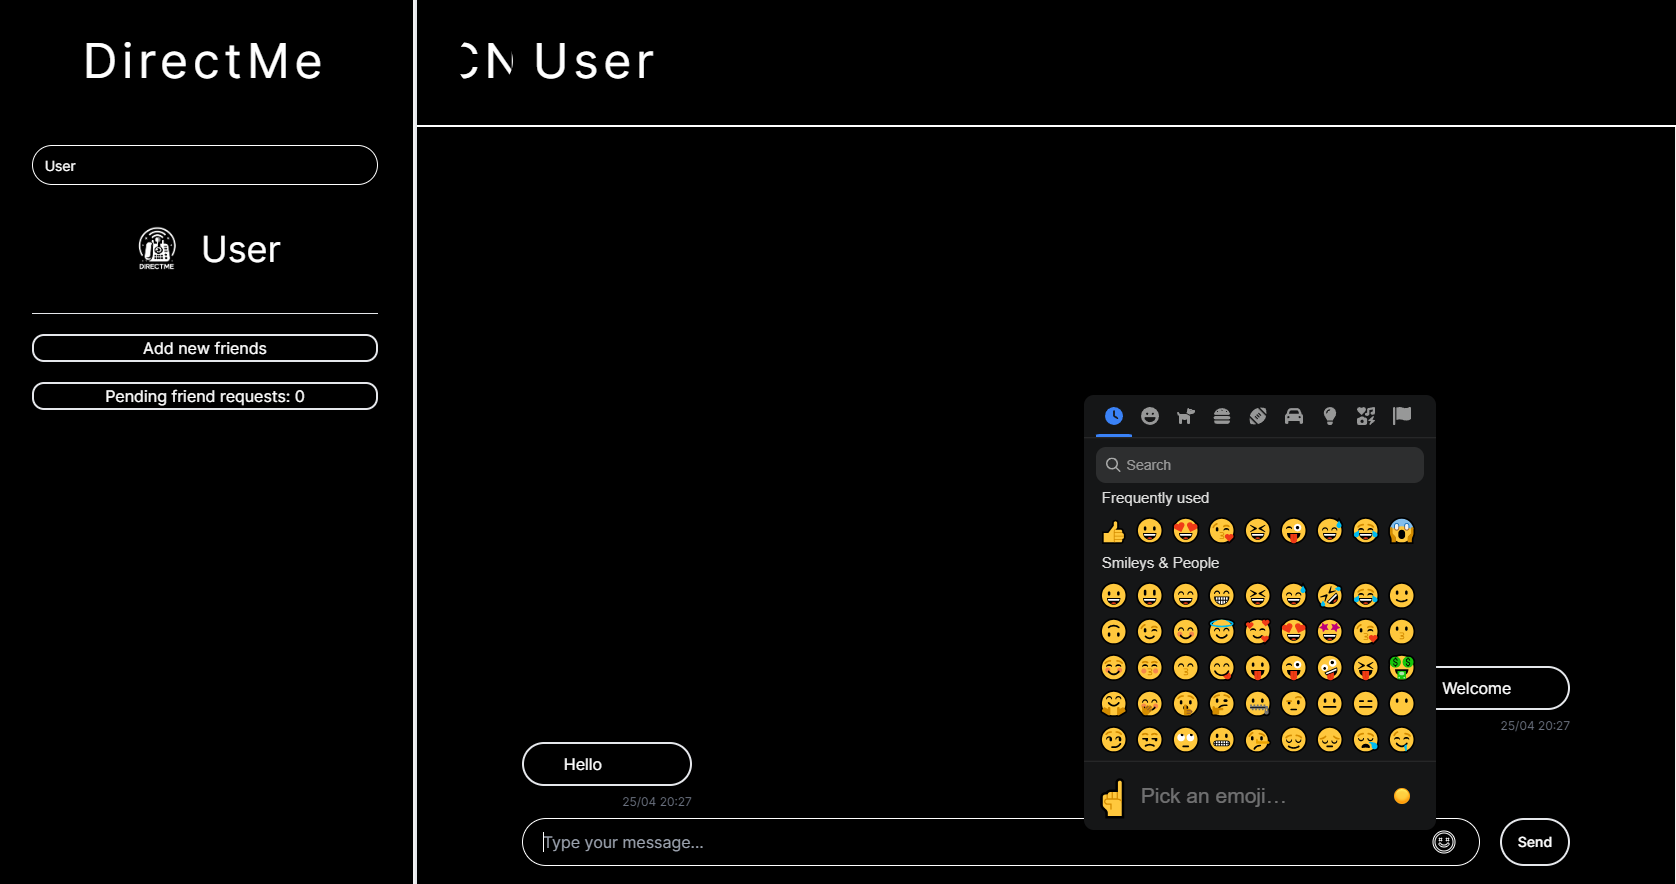 DirectMe
User
DIRECTME
User
Add new friends
Pending friend requests: 0
CN User
Search
Frequently used
Smileys & People
Pick an emoji...
Welcome
25/04 20:27
Hello
25/04 20:27
Type your message...
Send